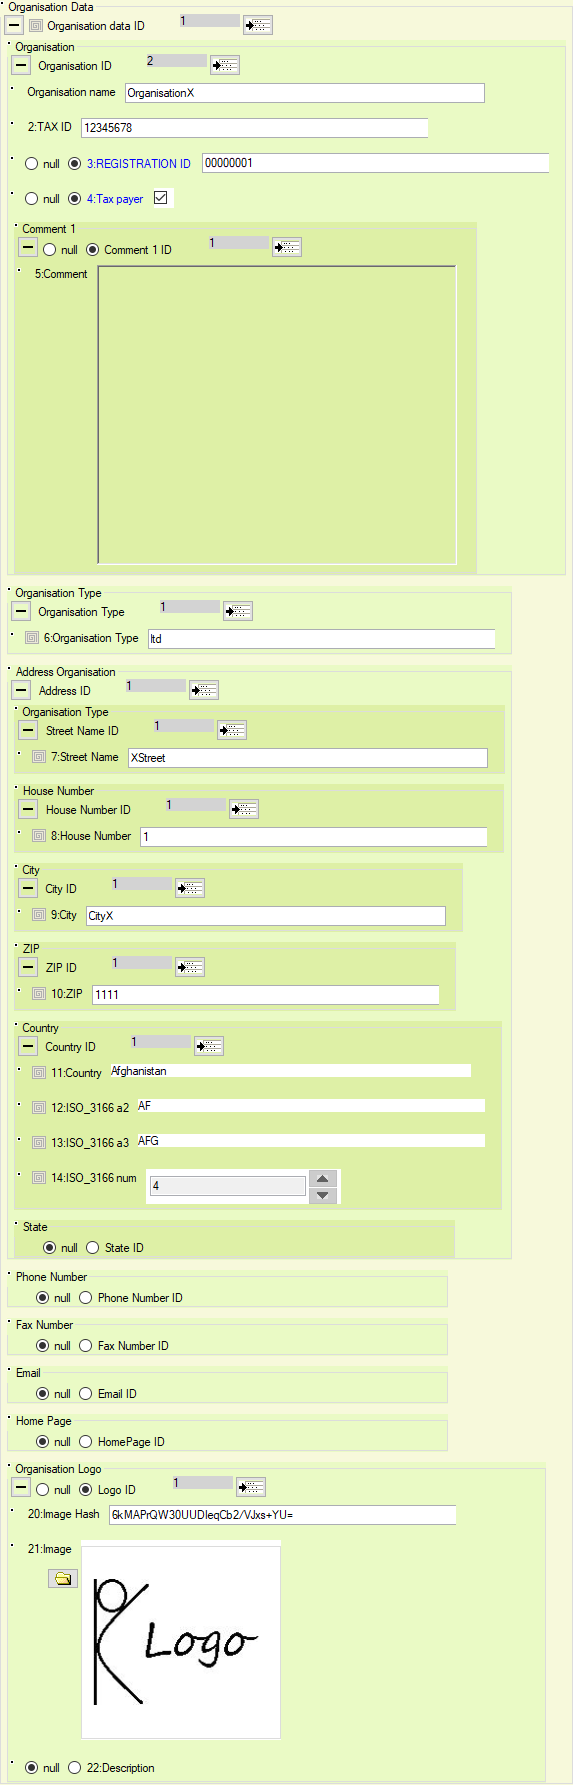 Organisation Data
Organisation data ID 1
Organisation
Organisation ID 2
Organisation name OrganisationX
2:TAX ID 12345678
null 3:REGISTRATION ID 00000001
null 4:Tax payer
Comment 1
null Comment 1 ID 1
5:Comment
Organisation Type
Organisation Type 1
6:Organisation Type ltd
Address Organisation
Address ID 1
Organisation Type
Street Name ID 1
7:Street Name XStreet
House Number
House Number ID 1
8:House Number 1
City
City ID 1
9:City CityX
ZIP
ZIP ID 1
10:ZIP 1111
Country
Country ID 1
11:Country Afghanistan
12:ISO_3166 a2 AF
13:ISO_3166 a3 AFG
14:ISO_3166 num 4
State
null State ID
Phone Number
null Phone Number ID
Fax Number
null Fax Number ID
Email
null Email ID
Home Page
null HomePage ID
Organisation Logo
null Logo ID 1
20:Image Hash 6kMAPrQW30UUDleqCb2/VJxs+YU=
21:Image
Logo
null 22:Description